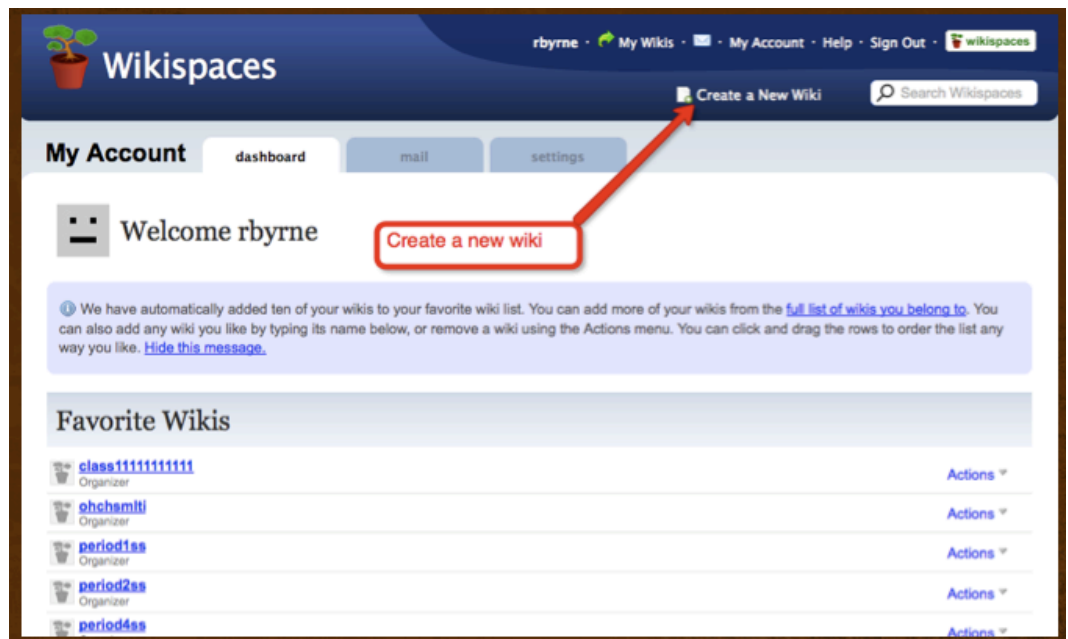 Wikispaces
rbyrne · My Wikis · · My Account · Help · Sign Out · wikispaces
Create a New Wiki
Search Wikispaces
My Account
dashboard
mail
settings
Welcome rbyrne
Create a new wiki
We have automatically added ten of your wikis to your favorite wiki list. You can add more of your wikis from the full list of wikis you belong to. You
can also add any wiki you like by typing its name below, or remove a wiki using the Actions menu. You can click and drag the rows to order the list any
way you like. Hide this message.
Favorite Wikis
class11111111111
Organizer
Actions
ohchsmlti
Organizer
Actions
period1ss
Organizer
Actions
period2ss
Organizer
Actions
period4ss
Actions